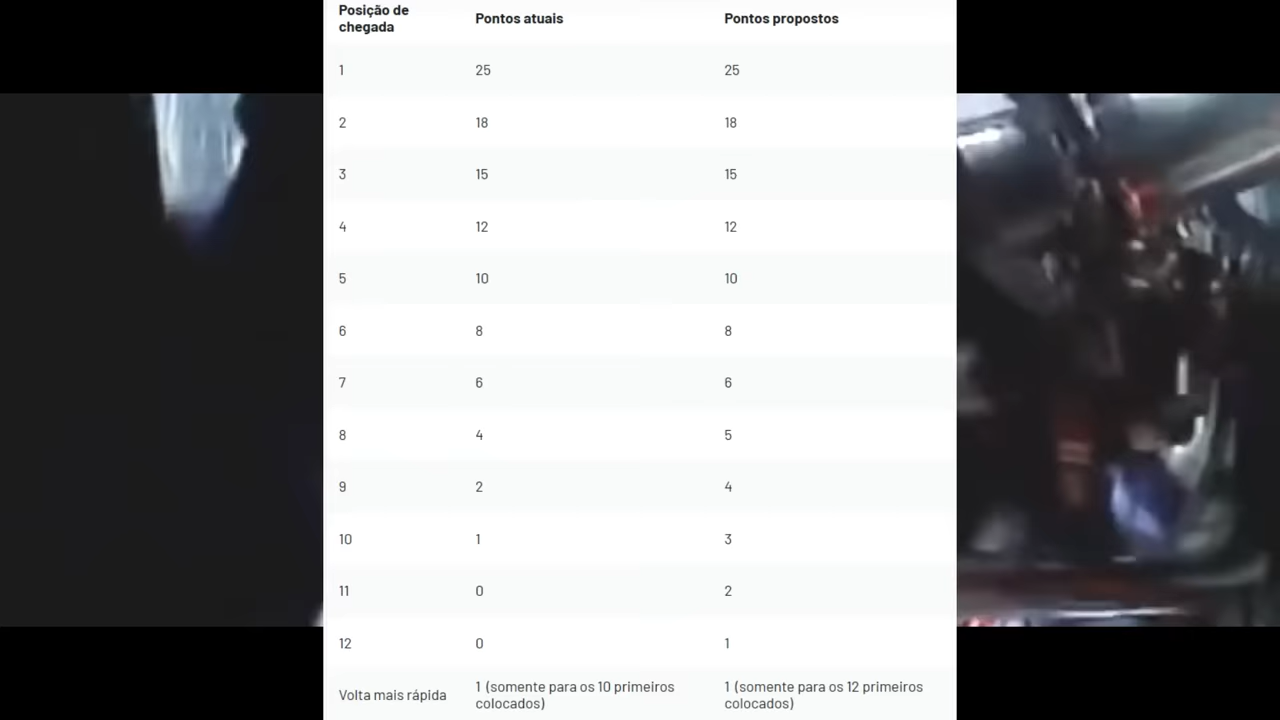 Posição de
chegada
Pontos atuais
Pontos propostos
1 25 25
2 18 18
3 15 15
4 12 12
5 10 10
6 8 8
7 6 6
8 4 5
9 2 4
10 1 3
11 0 2
12 0 1
Volta mais rápida
1 (somente para os 10 primeiros
colocados)
1 (somente para os 12 primeiros
colocados)